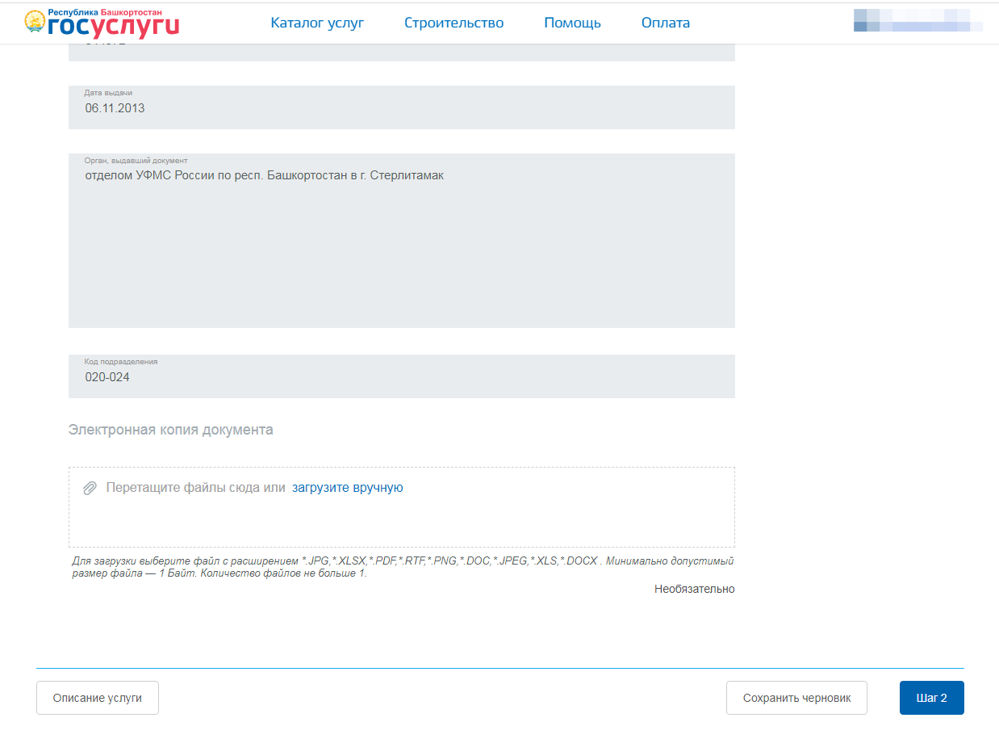 Республика Башкортостан
госуслуги
Каталог услуг
Строительство
Помощь
Оплата
Дата выдачи
06.11.2013
Орган, выдавший документ
отделом УФМС России по респ. Башкортостан в г. Стерлитамак
Код подразделения
020-024
Электронная копия документа
Перетащите файлы сюда или загрузите вручную
Для загрузки выберите файл с расширением *.JPG,*.XLSX,*.PDF,*.RTF,*.PNG,*.DOC,*.JPEG,*.XLS,*.DOCX . Минимально допустимый
размер файла — 1 Байт. Количество файлов не больше 1.
Необязательно
Описание услуги
Сохранить черновик
Шаг 2